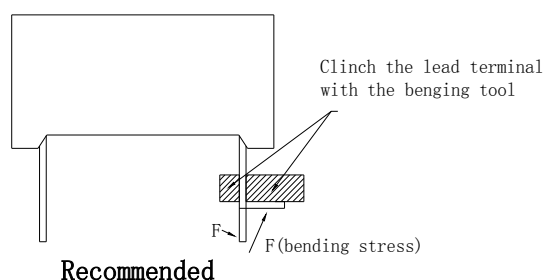 Clinch the lead terminal
with the benging tool
F
F(bending stress)
Recommended